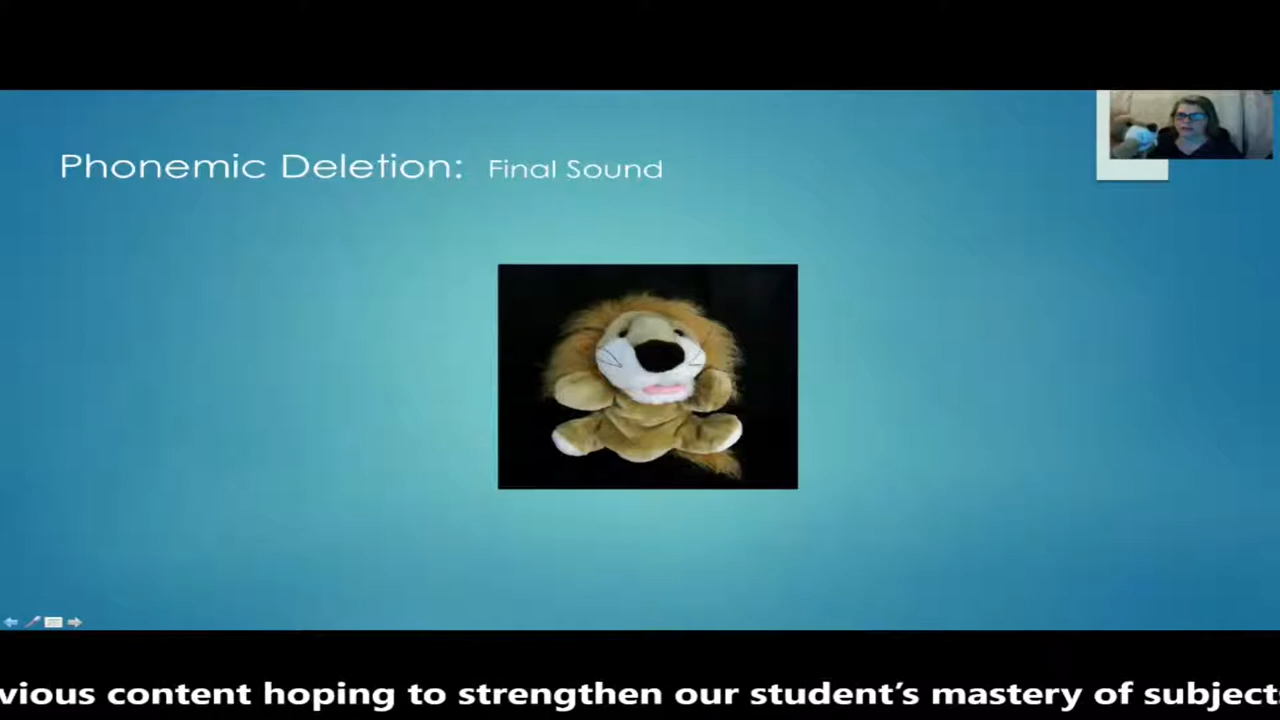 Phonemic Deletion: Final Sound
vious content hoping to strengthen our student's mastery of subject